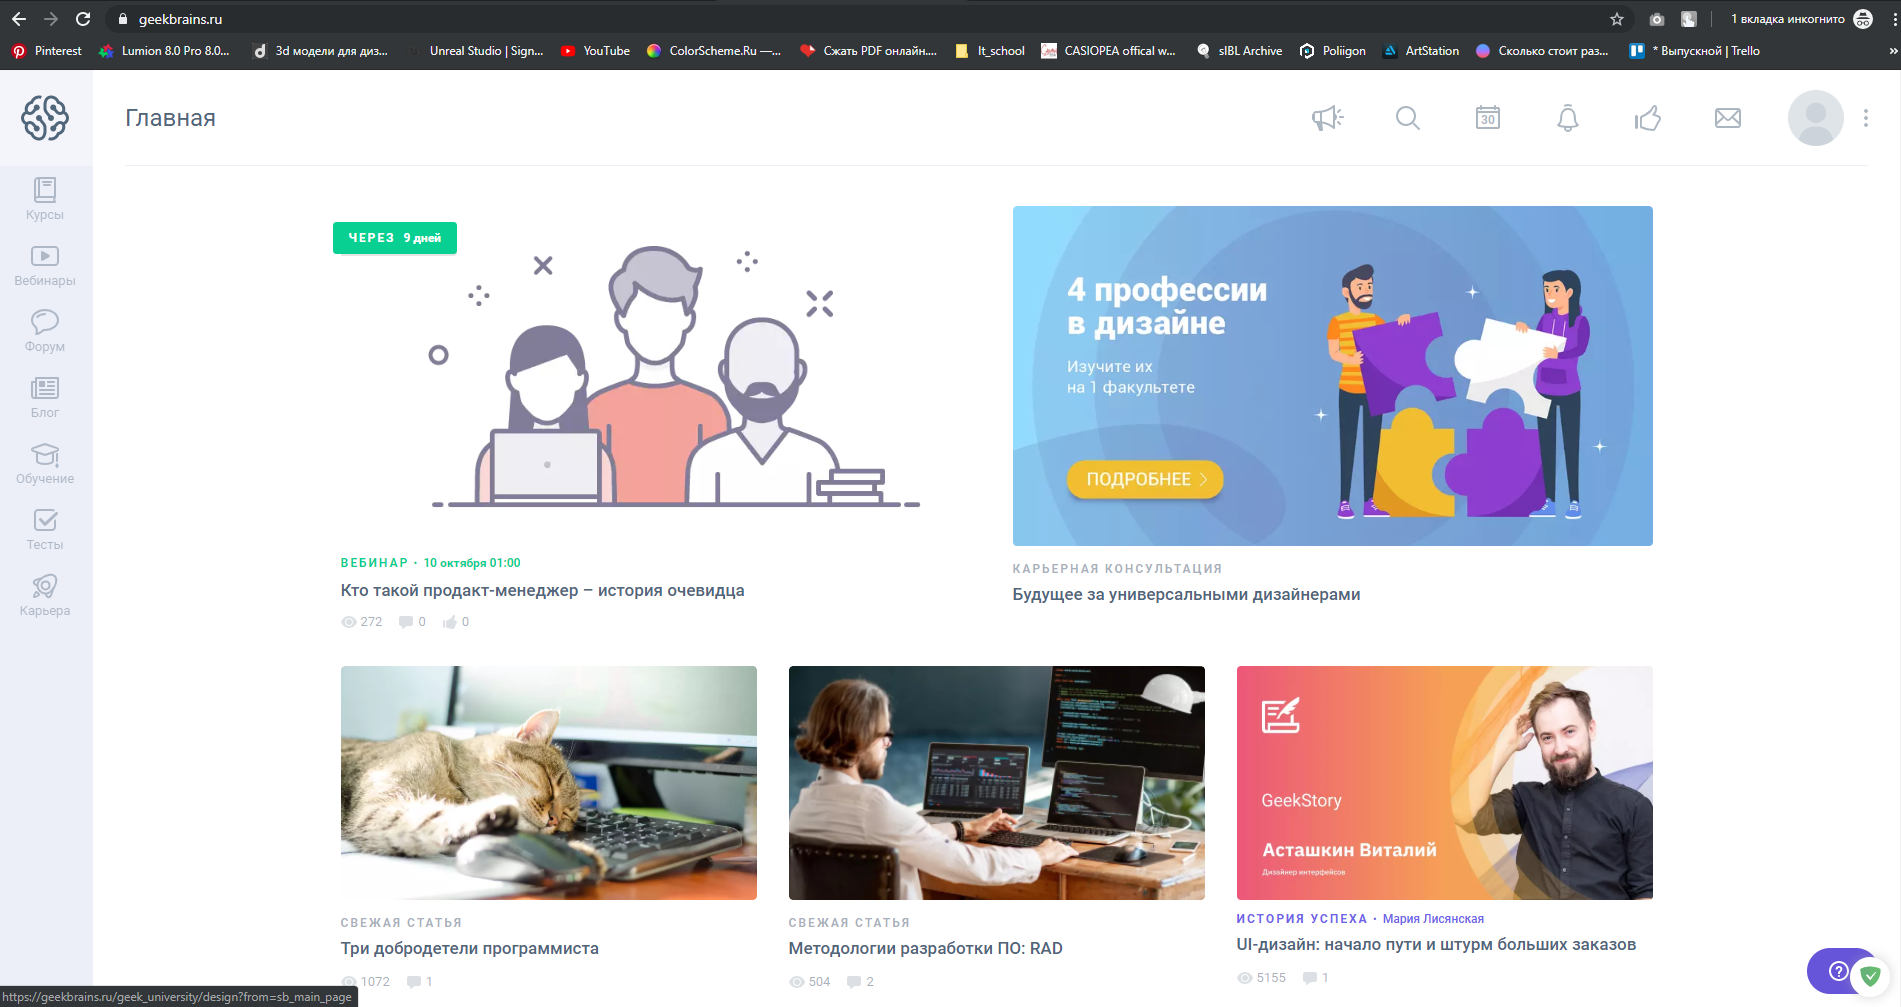 geekbrains.ru
1 вкладка инкогнито
Pinterest
Lumion 8.0 Pro 8.0...
3d модели для диз...
Unreal Studio | Sign...
YouTube
ColorScheme.Ru —...
Сжать PDF онлайн....
It_school
CASIOPEA offical w...
sIBL Archive
Poliigon
ArtStation
Сколько стоит раз...
* Выпускной | Trello
»
Главная
30
Курсы
Вебинары
Форум
Блог
Обучение
Тесты
Карьера
ЧЕРЕЗ 9 дней
4 профессии
в дизайне
Изучите их
на 1 факультете
ПОДРОБНЕЕ
ВЕБИНАР · 10 октября 01:00
Кто такой продакт-менеджер – история очевидца
272 0 0
КАРЬЕРНАЯ КОНСУЛЬТАЦИЯ
Будущее за универсальными дизайнерами
GeekStory
Асташкин Виталий
Дизайнер интерфейсов
СВЕЖАЯ СТАТЬЯ
Три добродетели программиста
1072 1
СВЕЖАЯ СТАТЬЯ
Методологии разработки ПО: RAD
504 2
ИСТОРИЯ УСПЕХА · Мария Лисянская
UI-дизайн: начало пути и штурм больших заказов
5155 1
https://geekbrains.ru/geek_university/design?from=sb_main_page